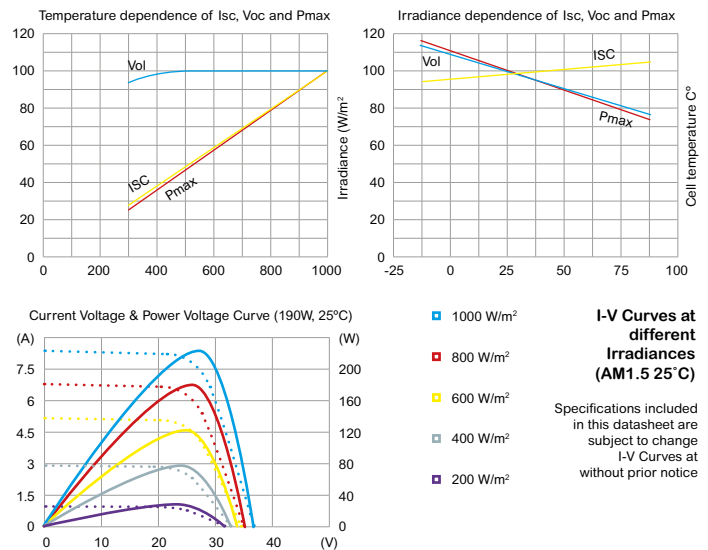 Temperature dependence of Isc, Voc and Pmax
120
100
80
60
40
20
0
0 200 400 600 800 1000
Vol
ISC
Pmax
Irradiance (W/m²
Irradiance dependence of Isc, Voc and Pmax
120
100
80
60
40
20
0
-25 0 25 50 75 100
Vol
ISC
Pmax
Cell temperature C°
Current Voltage & Power Voltage Curve (190W, 25ºC)
(A) (W)
7.5 200
6 160
4.5 120
3 80
1.5 40
0 0
0 10 20 30 40 (V)
1000 W/m²
800 W/m²
600 W/m²
400 W/m²
200 W/m²
I-V Curves at
different
Irradiances
(AM1.5 25˚C)
Specifications included
in this datasheet are
subject to change
I-V Curves at
without prior notice